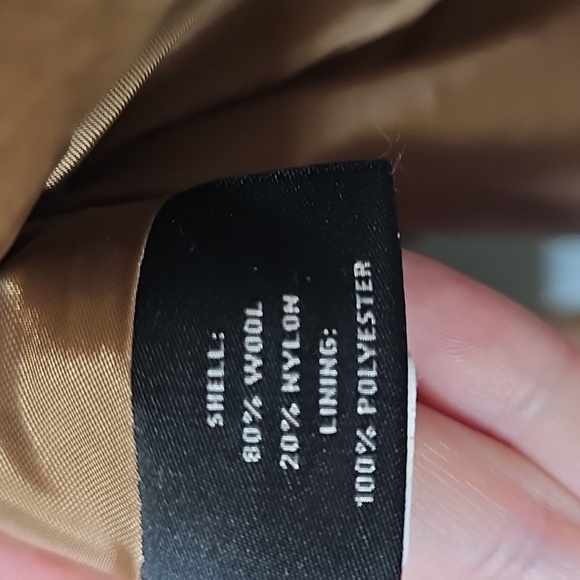 SHELL:
80% WOOL
20% NYLON
LINING:
100% POLYESTER